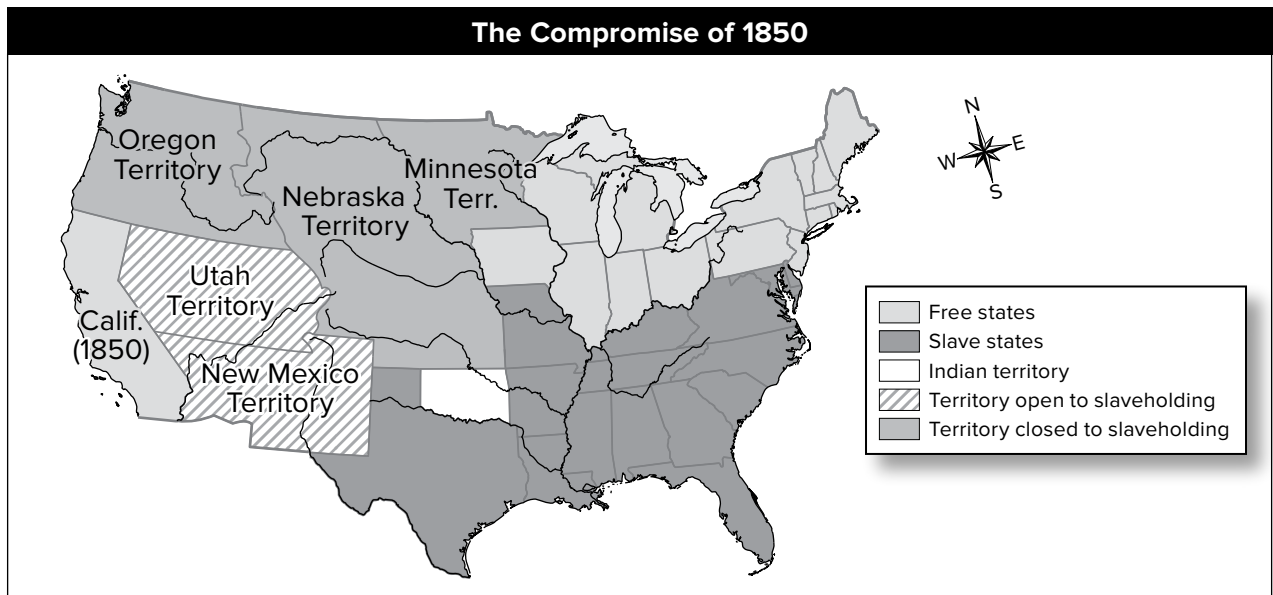 The Compromise of 1850
Oregon
Territory
Nebraska
Territory
Minnesota
Terr.
Utah
Territory
Calif.
(1850)
New Mexico
Territory
N
W
E
S
Free states
Slave states
Indian territory
Territory open to slaveholding
Territory closed to slaveholding